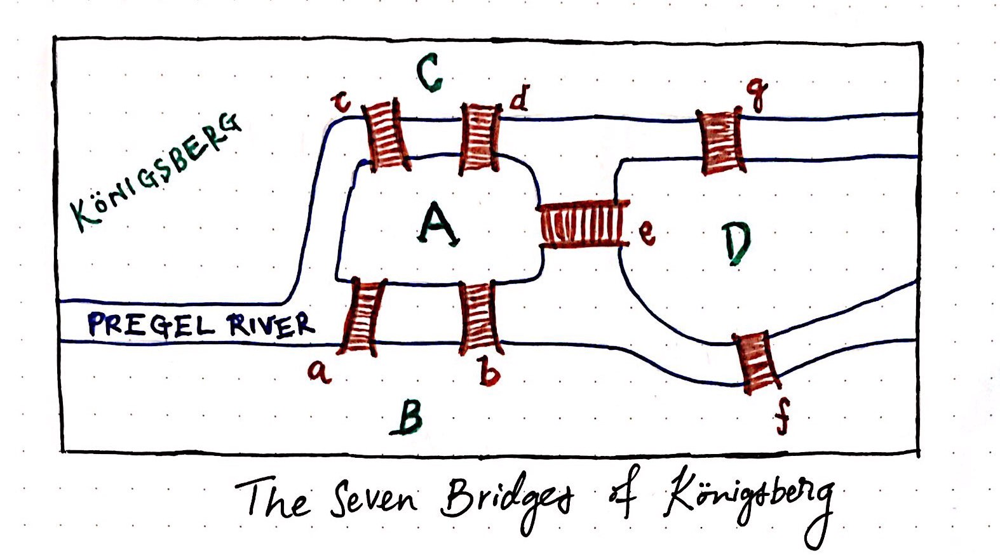 C
c
d
g
KÖNIGSBERG
A
e
D
PREGEL RIVER
a
b
B
f
The Seven Bridges of Königsberg